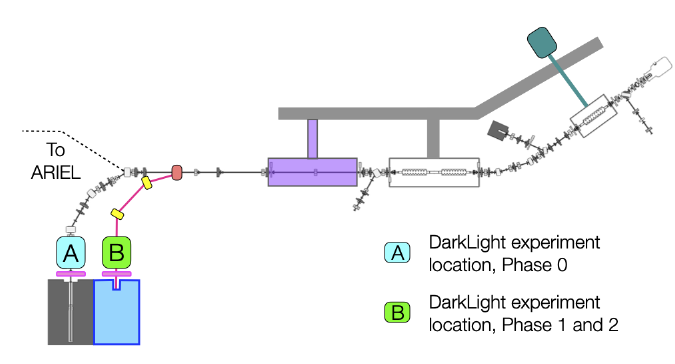 To
ARIEL
A
B
A
DarkLight experiment
location, Phase 0
B
DarkLight experiment
location, Phase 1 and 2